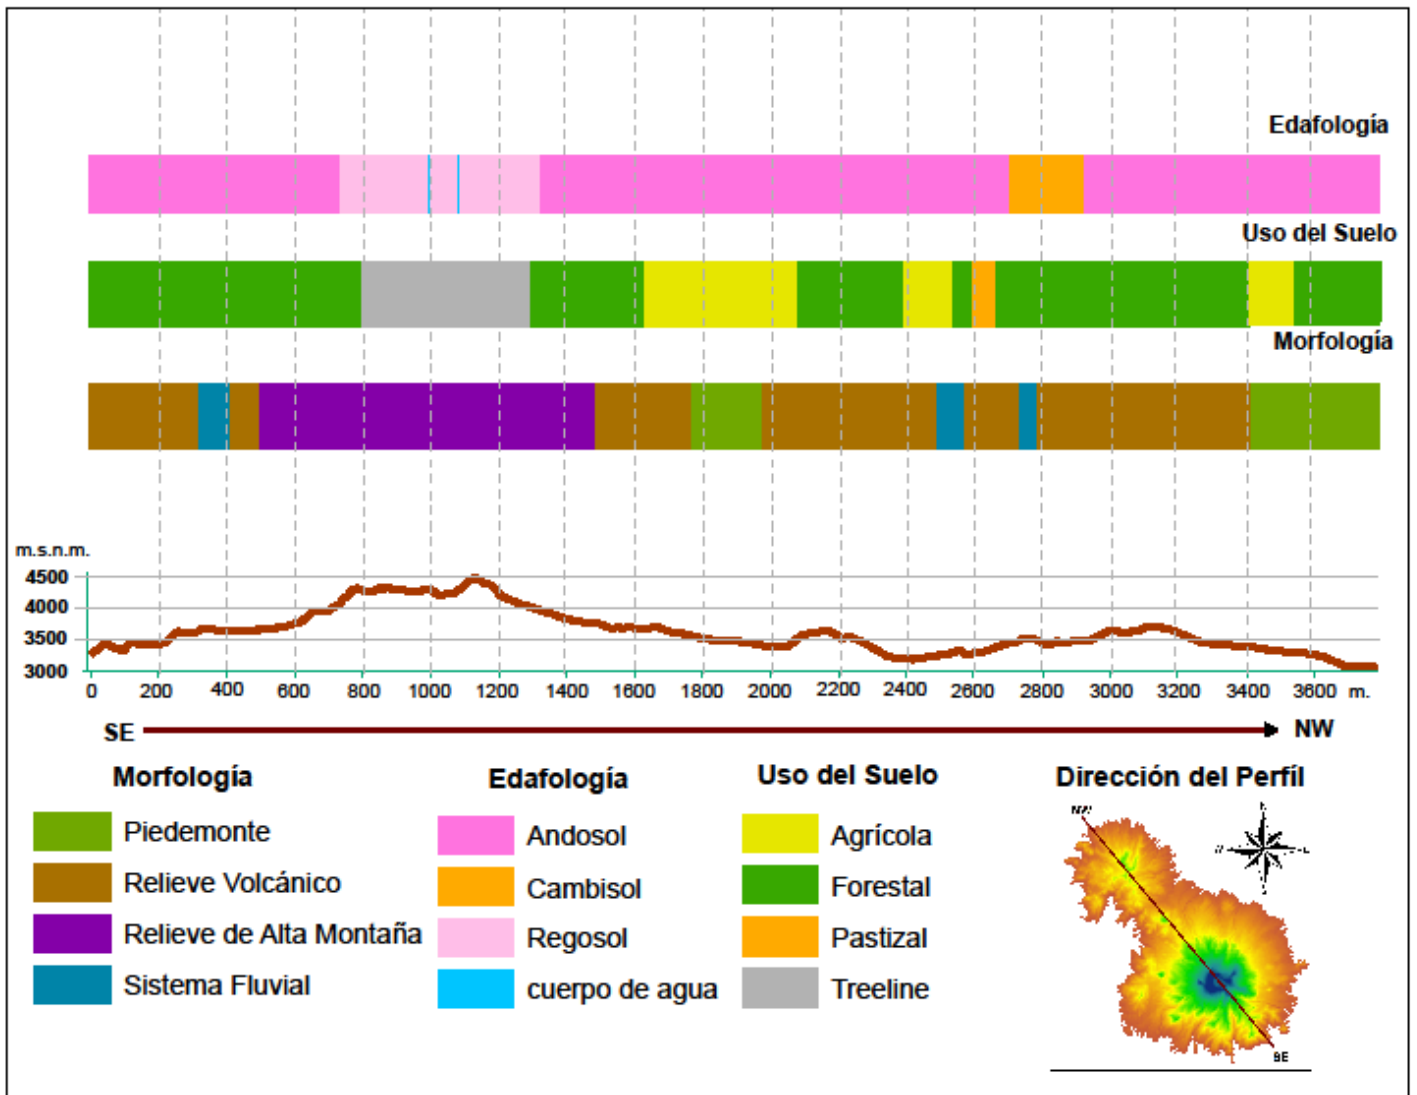 Edafología
Uso del Suelo
Morfología
m.s.n.m.
4500
4000
3500
3000
0 200 400 600 800 1000 1200 1400 1600 1800 2000 2200 2400 2600 2800 3000 3200 3400 3600 m.
SE NW
Morfología
Piedemonte
Relieve Volcánico
Relieve de Alta Montaña
Sistema Fluvial
Edafología
Andosol
Cambisol
Regosol
cuerpo de agua
Uso del Suelo
Agrícola
Forestal
Pastizal
Treeline
Dirección del Perfíl
NW
SE